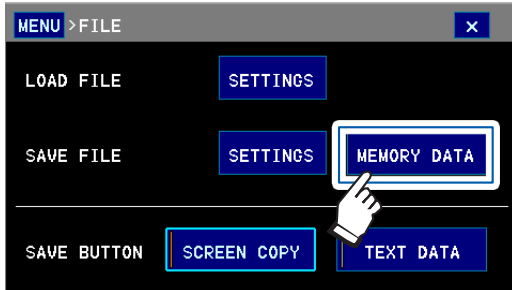 MENU >FILE ×
LOAD FILE SETTINGS
SAVE FILE SETTINGS MEMORY DATA
SAVE BUTTON SCREEN COPY TEXT DATA